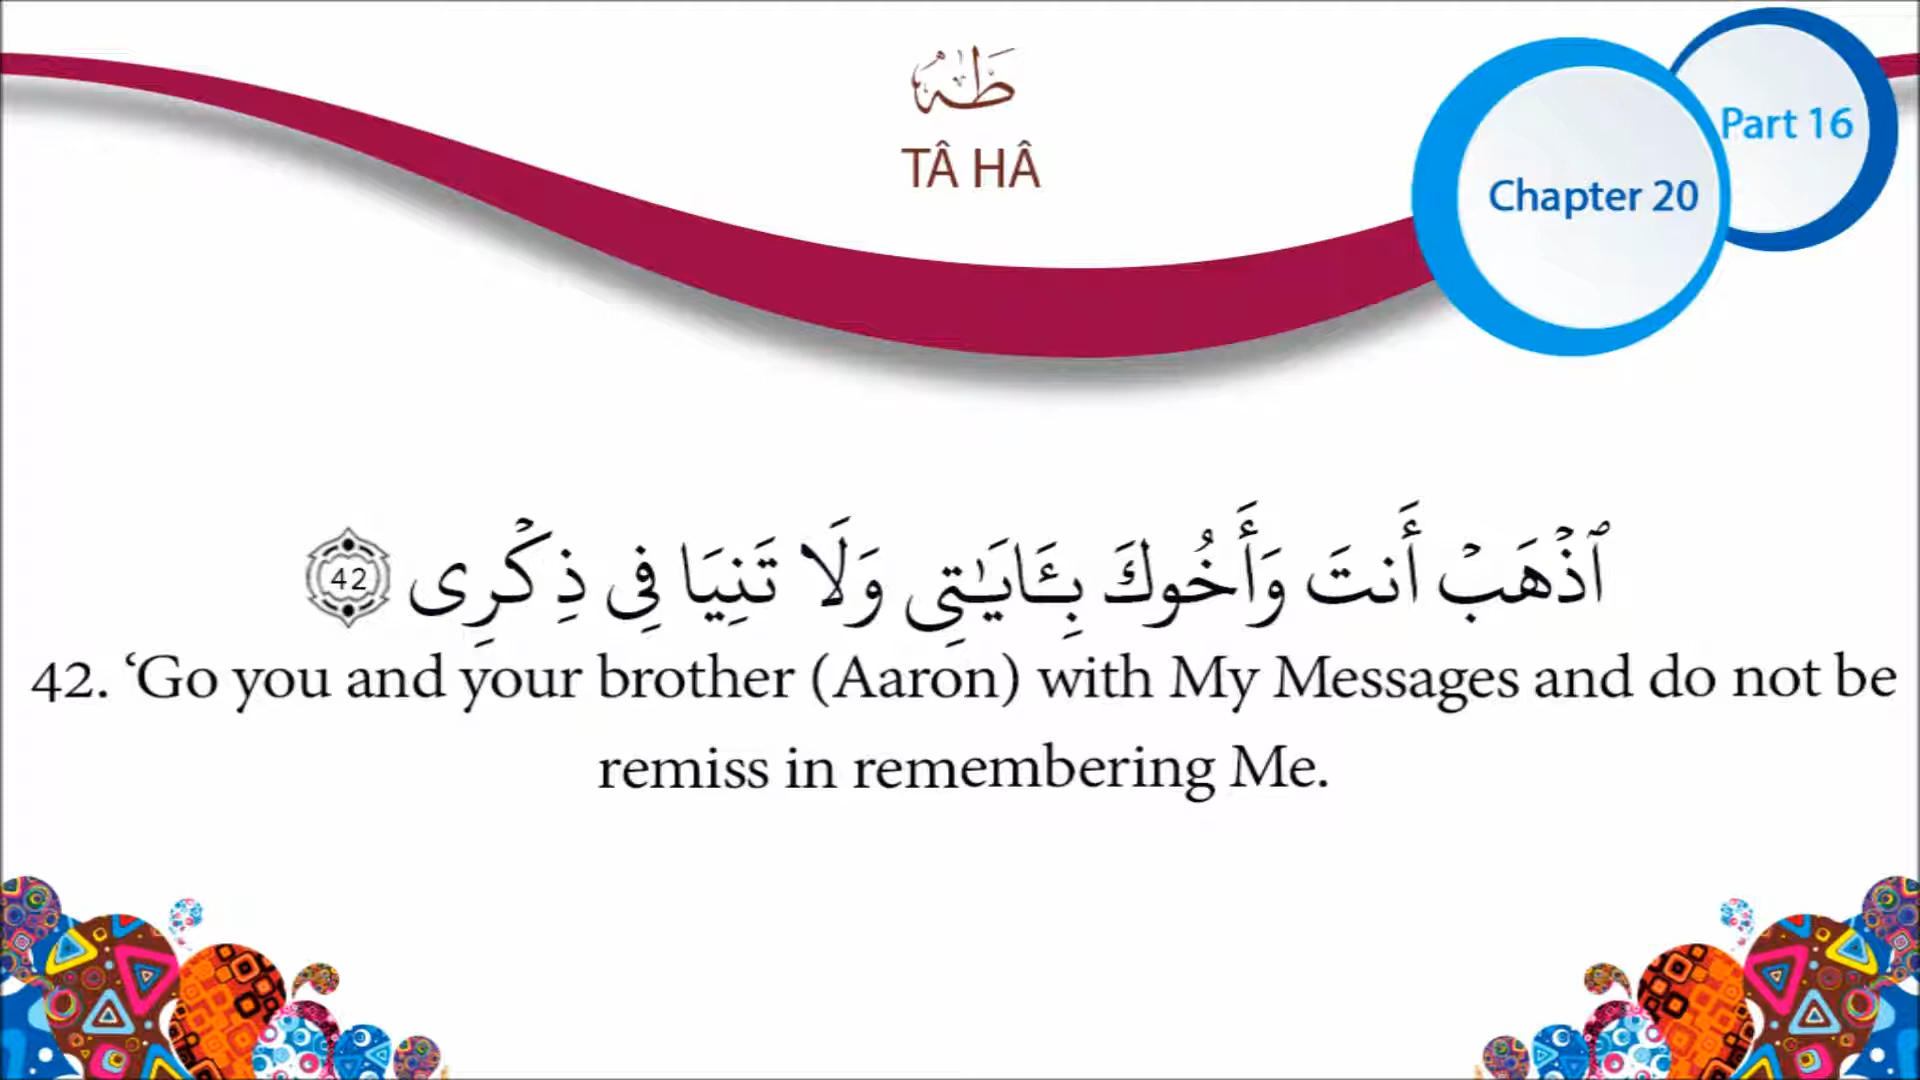 طه
TÂ HÂ
Part 16
Chapter 20
ٱذْهَبْ أَنتَ وَأَخُوكَ بِـَٔايَـٰتِى وَلَا تَنِيَا فِى ذِكْرِى 42
42. ‘Go you and your brother (Aaron) with My Messages and do not be
remiss in remembering Me.